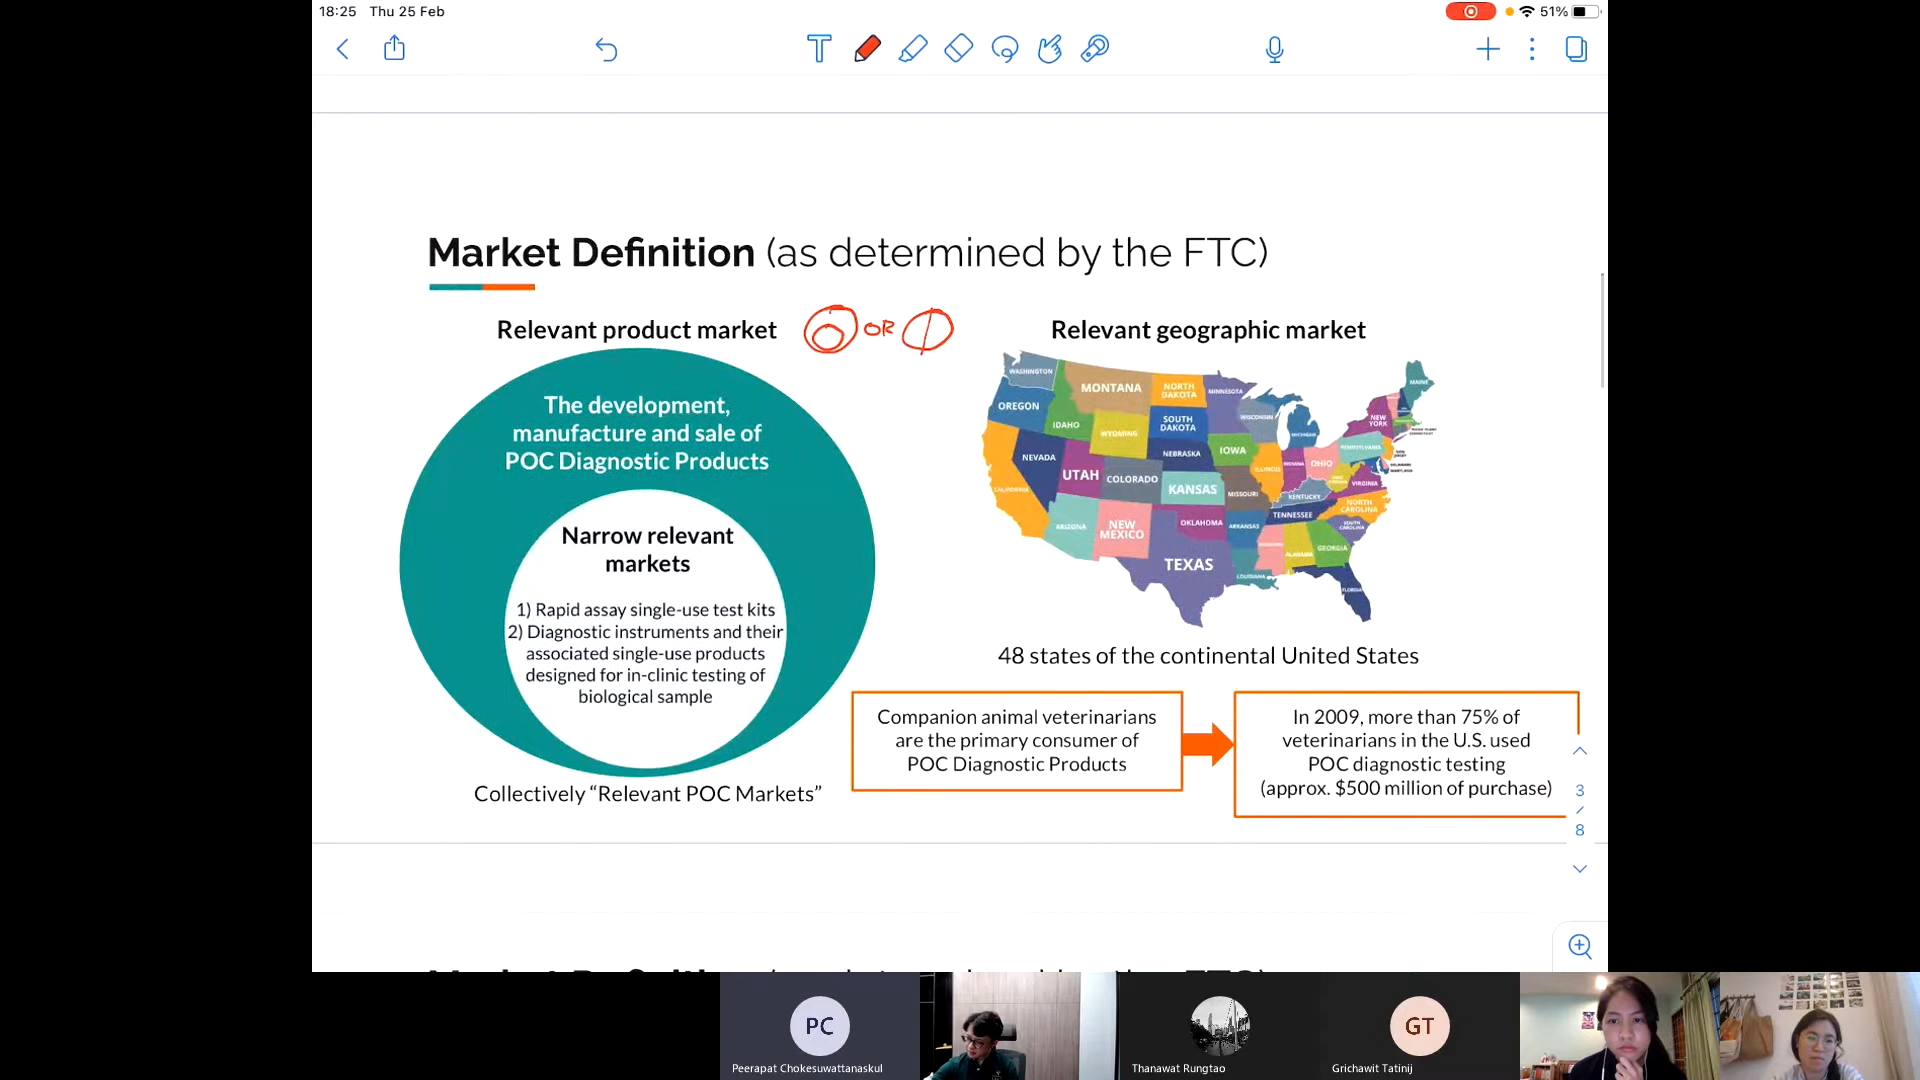 18:25 Thu 25 Feb
51%
Market Definition (as determined by the FTC)
Relevant product market
OR
Relevant geographic market
The development,
manufacture and sale of
POC Diagnostic Products
Narrow relevant
markets
1) Rapid assay single-use test kits
2) Diagnostic instruments and their
associated single-use products
designed for in-clinic testing of
biological sample
Collectively “Relevant POC Markets”
WASHINGTON
MONTANA
NORTH
DAKOTA
MINNESOTA
MAINE
OREGON
IDAHO
WYOMING
SOUTH
DAKOTA
WISCONSIN
MICHIGAN
NEW
YORK
NEVADA
UTAH
COLORADO
NEBRASKA
IOWA
ILLINOIS
INDIANA
OHIO
PENNSYLVANIA
CALIFORNIA
KANSAS
MISSOURI
KENTUCKY
VIRGINIA
ARIZONA
NEW
MEXICO
OKLAHOMA
ARKANSAS
TENNESSEE
NORTH
CAROLINA
SOUTH
CAROLINA
TEXAS
LOUISIANA
ALABAMA
GEORGIA
FLORIDA
48 states of the continental United States
Companion animal veterinarians
are the primary consumer of
POC Diagnostic Products
In 2009, more than 75% of
veterinarians in the U.S. used
POC diagnostic testing
(approx. $500 million of purchase)
3
/
8
PC
Peerapat Chokesuwattanaskul
Thanawat Rungtao
GT
Grichawit Tatinij